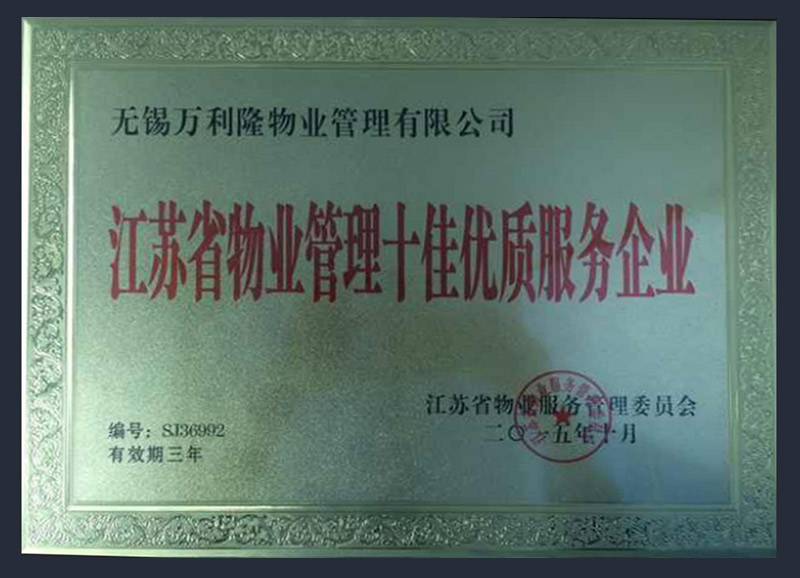 无锡万利隆物业管理有限公司
江苏省物业管理十佳优质服务企业
江苏省物业服务管理委员会
二〇一五年十月
编号：SJ36992
有效期三年